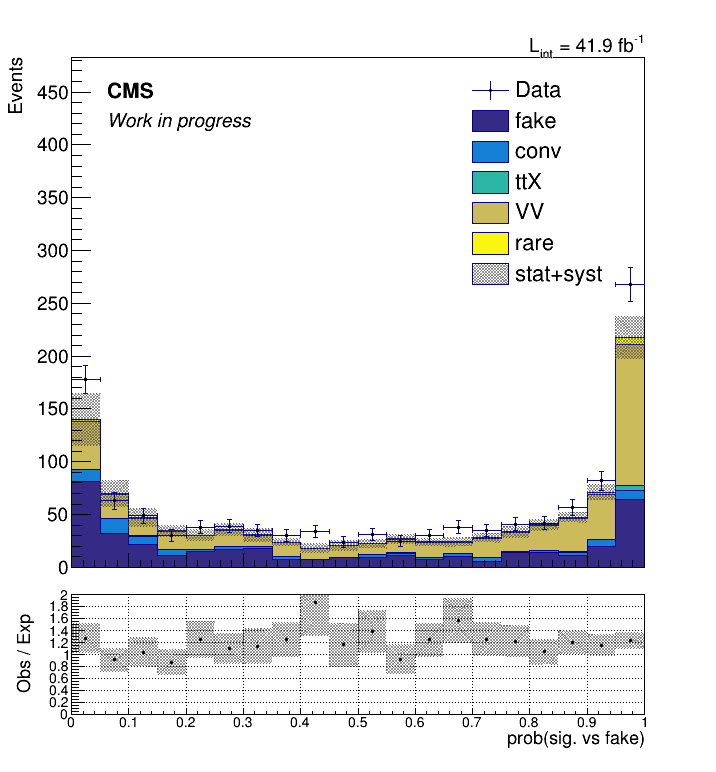 L_int = 41.9 fb^-1
Events
CMS
Work in progress
Data
fake
conv
ttX
VV
rare
stat+syst
450
400
350
300
250
200
150
100
50
0
Obs / Exp
2
1.8
1.6
1.4
1.2
1
0.8
0.6
0.4
0.2
0
0 0.1 0.2 0.3 0.4 0.5 0.6 0.7 0.8 0.9 1
prob(sig. vs fake)